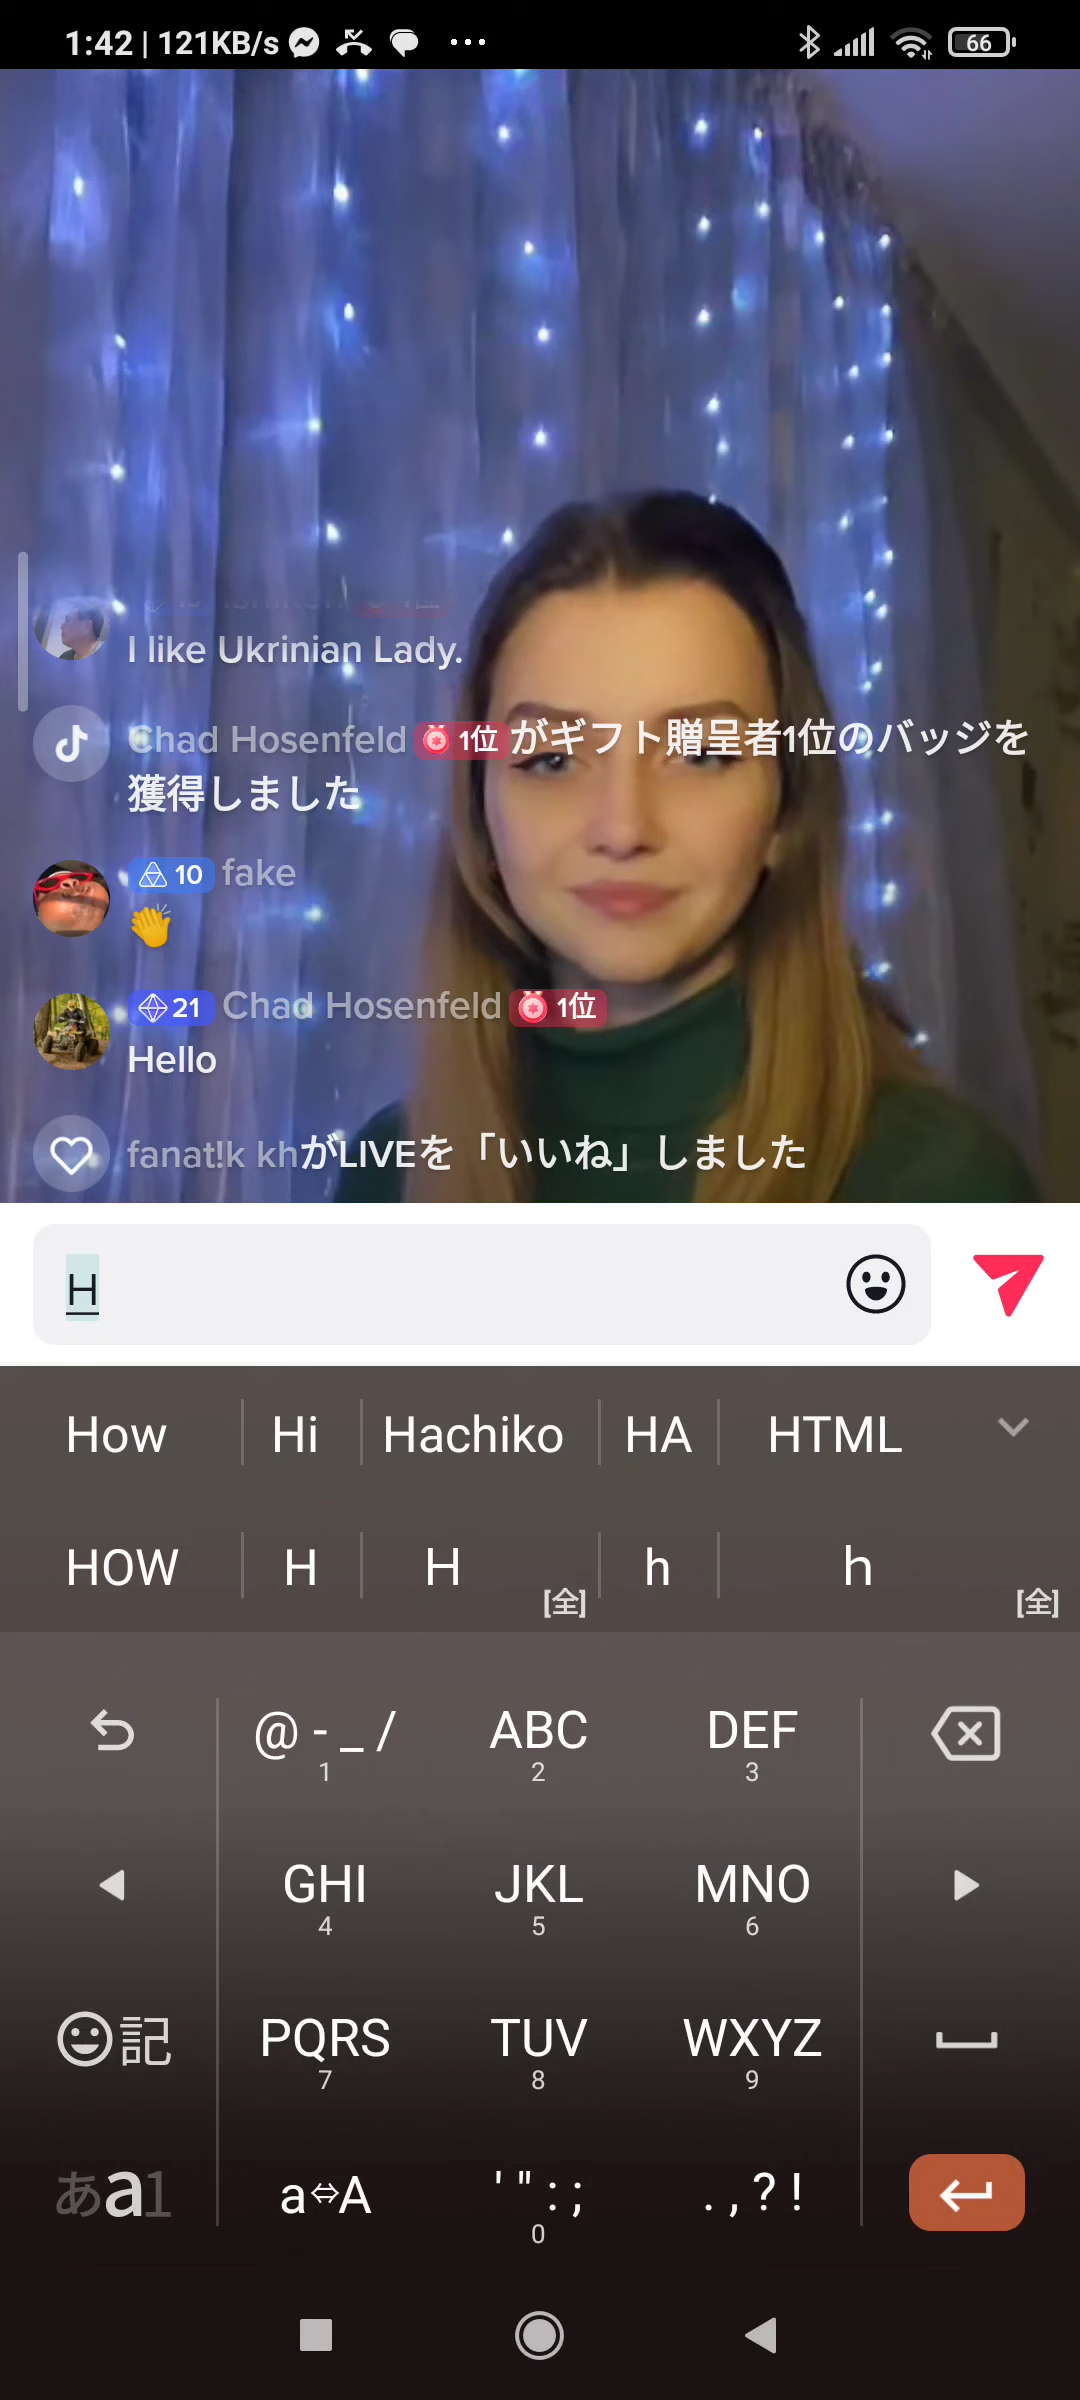 1:42 | 121KB/s
66
I like Ukrinian Lady.
Chad Hosenfeld 1位 がギフト贈呈者1位のバッジを
獲得しました
10 fake
21 Chad Hosenfeld 1位
Hello
fanat!k khがLIVEを「いいね」しました
H
How Hi Hachiko HA HTML
HOW H H [全] h h [全]
@ - _ / ABC DEF
1 2 3
GHI JKL MNO
4 5 6
記 PQRS TUV WXYZ
7 8 9
あa1 a⇔A ' " : ; . , ? !
0